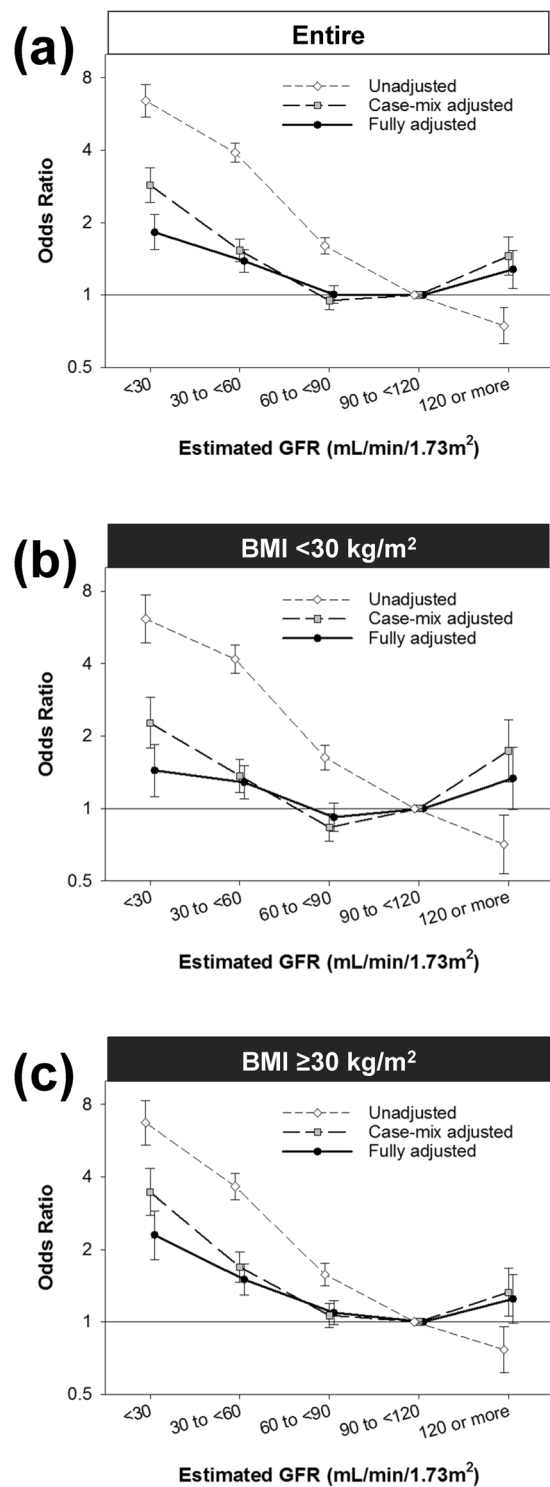 (a)
Entire
8
4
2
1
0.5
Odds Ratio
Unadjusted
Case-mix adjusted
Fully adjusted
<30
30 to <60
60 to <90
90 to <120
120 or more
Estimated GFR (mL/min/1.73m²)
(b)
BMI <30 kg/m²
8
4
2
1
0.5
Odds Ratio
Unadjusted
Case-mix adjusted
Fully adjusted
<30
30 to <60
60 to <90
90 to <120
120 or more
Estimated GFR (mL/min/1.73m²)
(c)
BMI ≥30 kg/m²
8
4
2
1
0.5
Odds Ratio
Unadjusted
Case-mix adjusted
Fully adjusted
<30
30 to <60
60 to <90
90 to <120
120 or more
Estimated GFR (mL/min/1.73m²)